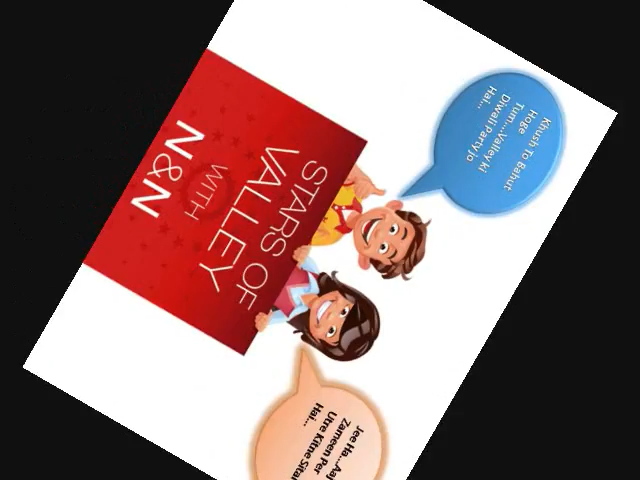 Khush To Bahut
Hoge
Tum...Valley ki
Diwali Party jo
Hai...
STARS OF
VALLEY
WITH
N&N
Jee Ha...Aaj
Zameen Per
Utre Kitne Sitar
Hai...